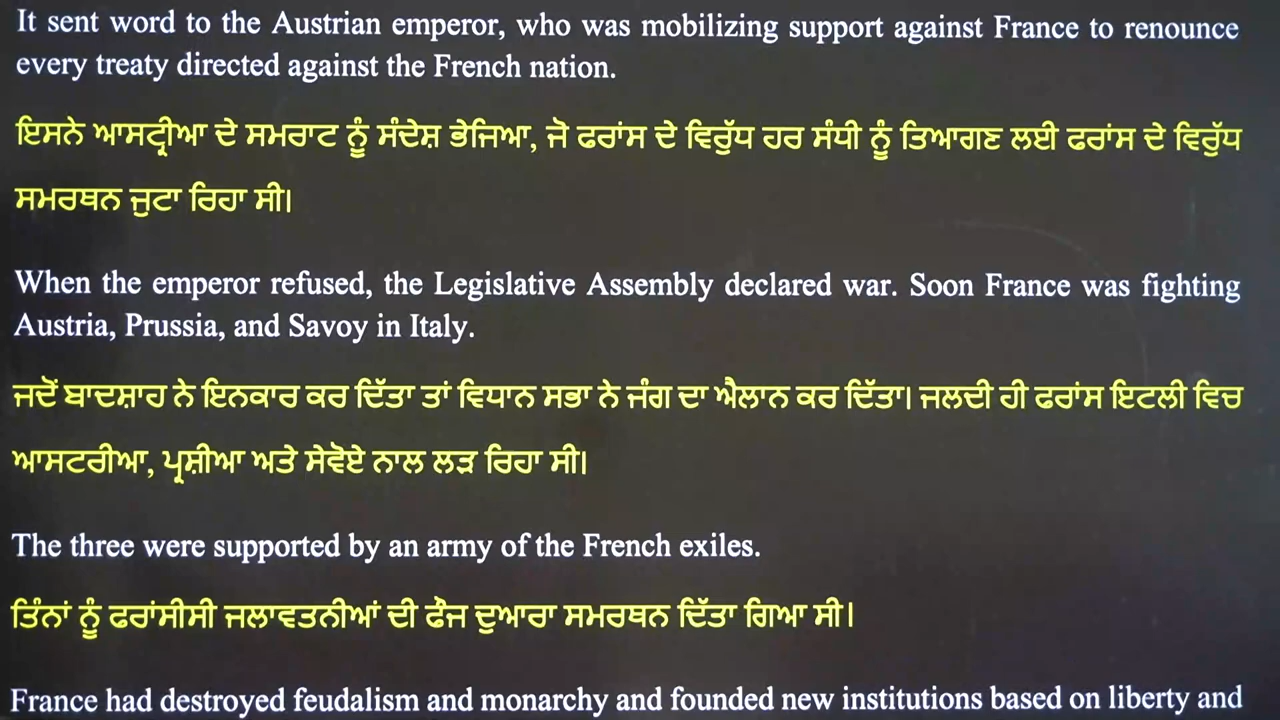 It sent word to the Austrian emperor, who was mobilizing support against France to renounce
every treaty directed against the French nation.
ਇਸਨੇ ਆਸਟ੍ਰੀਆ ਦੇ ਸਮਰਾਟ ਨੂੰ ਸੰਦੇਸ਼ ਭੇਜਿਆ, ਜੋ ਫਰਾਂਸ ਦੇ ਵਿਰੁੱਧ ਹਰ ਸੰਧੀ ਨੂੰ ਤਿਆਗਣ ਲਈ ਫਰਾਂਸ ਦੇ ਵਿਰੁੱਧ
ਸਮਰਥਨ ਜੁਟਾ ਰਿਹਾ ਸੀ।
When the emperor refused, the Legislative Assembly declared war. Soon France was fighting
Austria, Prussia, and Savoy in Italy.
ਜਦੋਂ ਬਾਦਸ਼ਾਹ ਨੇ ਇਨਕਾਰ ਕਰ ਦਿੱਤਾ ਤਾਂ ਵਿਧਾਨ ਸਭਾ ਨੇ ਜੰਗ ਦਾ ਐਲਾਨ ਕਰ ਦਿੱਤਾ। ਜਲਦੀ ਹੀ ਫਰਾਂਸ ਇਟਲੀ ਵਿਚ
ਆਸਟਰੀਆ, ਪ੍ਰਸ਼ੀਆ ਅਤੇ ਸੇਵੋਏ ਨਾਲ ਲੜ ਰਿਹਾ ਸੀ।
The three were supported by an army of the French exiles.
ਤਿੰਨਾਂ ਨੂੰ ਫਰਾਂਸੀਸੀ ਜਲਾਵਤਨੀਆਂ ਦੀ ਫੌਜ ਦੁਆਰਾ ਸਮਰਥਨ ਦਿੱਤਾ ਗਿਆ ਸੀ।
France had destroyed feudalism and monarchy and founded new institutions based on liberty and